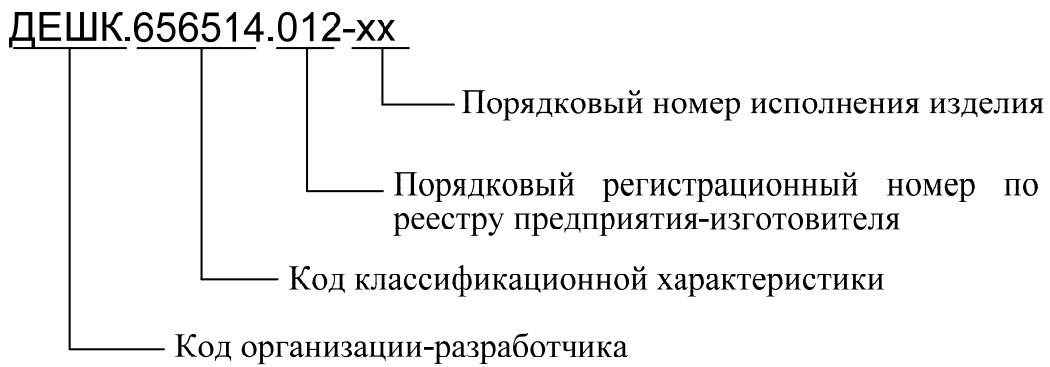 ДЕШК.656514.012-хх
Порядковый номер исполнения изделия
Порядковый регистрационный номер по
реестру предприятия-изготовителя
Код классификационной характеристики
Код организации-разработчика